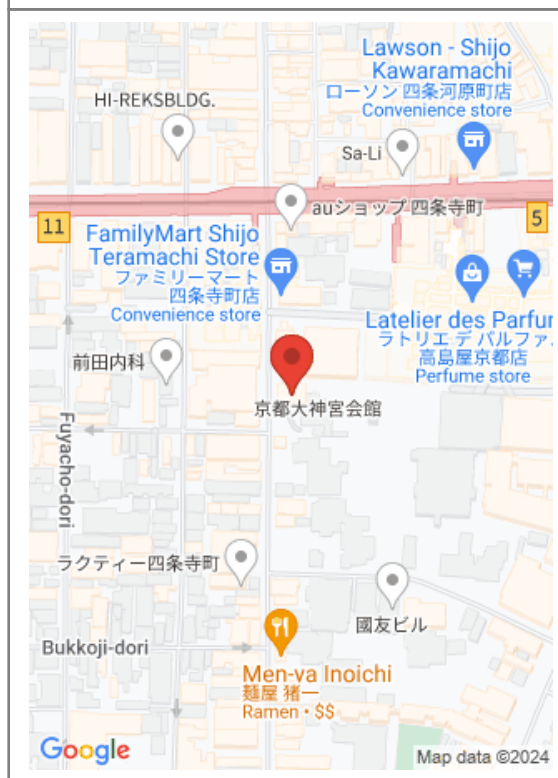 Lawson - Shijo
Kawaramachi
ローソン 四条河原町店
Convenience store
HI-REKSBLDG.
Sa-Li
auショップ 四条寺町
11
5
FamilyMart Shijo
Teramachi Store
ファミリーマート
四条寺町店
Convenience store
Latelier des Parfum
ラトリエ デ パルファ..
高島屋京都店
Perfume store
前田内科
京都大神宮会館
Fuyacho-dori
ラクティー四条寺町
國友ビル
Bukkoji-dori
Men-ya Inoichi
麺屋 猪一
Ramen • $$
Google
Map data ©2024